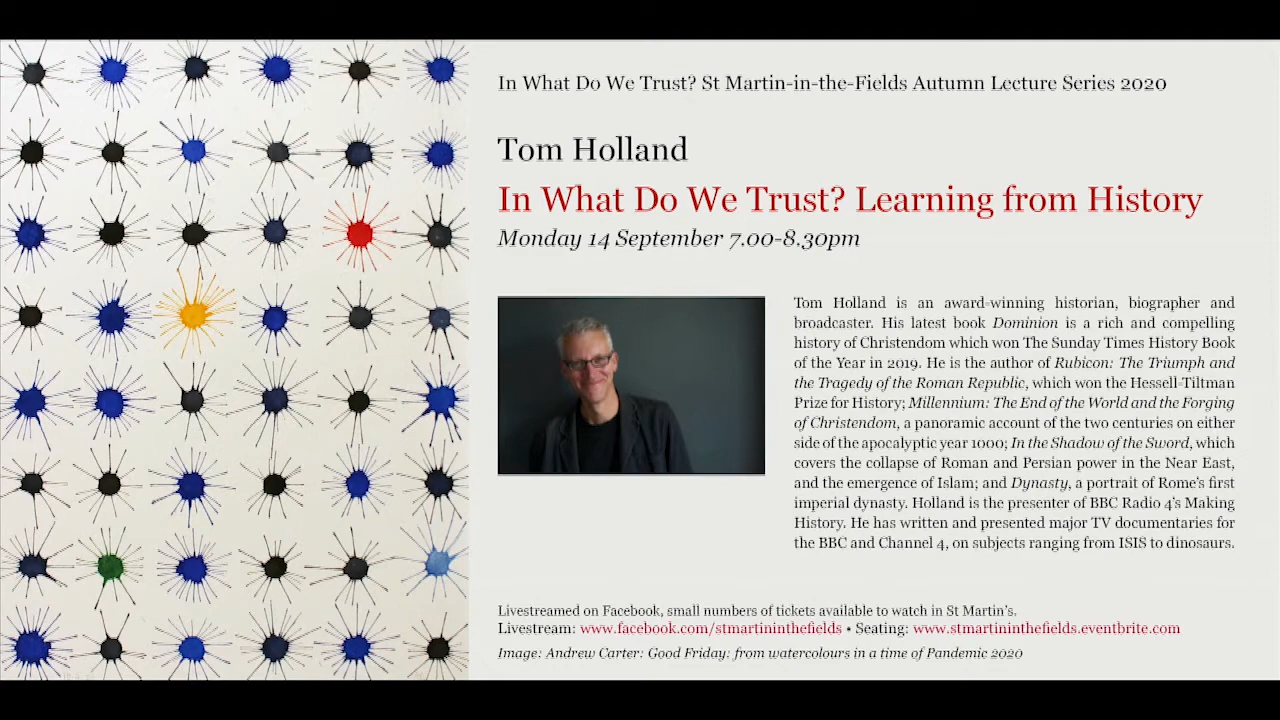 In What Do We Trust? St Martin-in-the-Fields Autumn Lecture Series 2020
Tom Holland
In What Do We Trust? Learning from History
Monday 14 September 7.00-8.30pm
Tom Holland is an award-winning historian, biographer and
broadcaster. His latest book Dominion is a rich and compelling
history of Christendom which won The Sunday Times History Book
of the Year in 2019. He is the author of Rubicon: The Triumph and
the Tragedy of the Roman Republic, which won the Hessell-Tiltman
Prize for History; Millennium: The End of the World and the Forging
of Christendom, a panoramic account of the two centuries on either
side of the apocalyptic year 1000; In the Shadow of the Sword, which
covers the collapse of Roman and Persian power in the Near East,
and the emergence of Islam; and Dynasty, a portrait of Rome's first
imperial dynasty. Holland is the presenter of BBC Radio 4's Making
History. He has written and presented major TV documentaries for
the BBC and Channel 4, on subjects ranging from ISIS to dinosaurs.
Livestreamed on Facebook, small numbers of tickets available to watch in St Martin's.
Livestream: www.facebook.com/stmartininthefields • Seating: www.stmartininthefields.eventbrite.com
Image: Andrew Carter: Good Friday: from watercolours in a time of Pandemic 2020